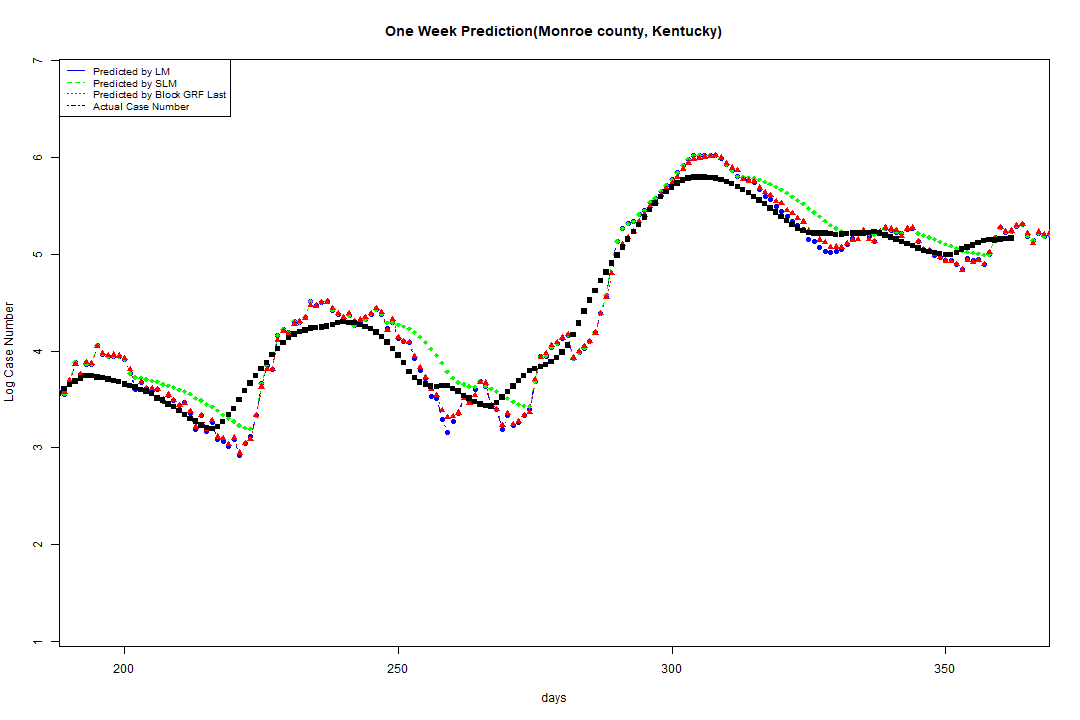 One Week Prediction(Monroe county, Kentucky)
Predicted by LM
Predicted by SLM
Predicted by Block GRF Last
Actual Case Number
7
6
5
4
3
2
1
Log Case Number
200 250 300 350
days